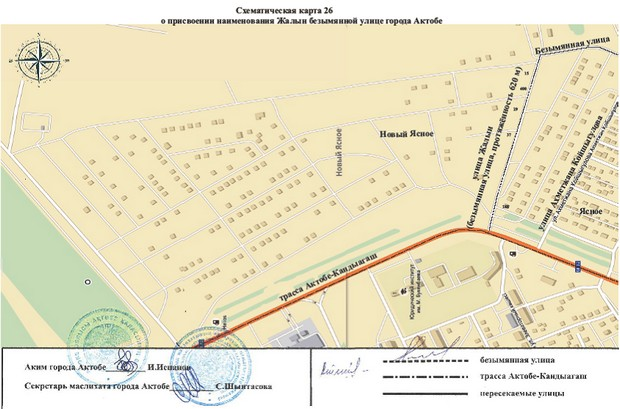 Схематическая карта 26
о присвоении наименования Жалын безымянной улице города Актобе
Безымянная улица
Новый Ясное
Новый Ясное
улица Жалын
(безымянная улица, протяжённость 620 м)
улица Ахметжана Койшыгулова
Ясное
трасса Актобе-Кандыагаш
Юридический институт
Аким города Актобе
Секретарь маслихата города Актобе
С.Шынтасова
безымянная улица
трасса Актобе-Кандыагаш
пересекаемые улицы